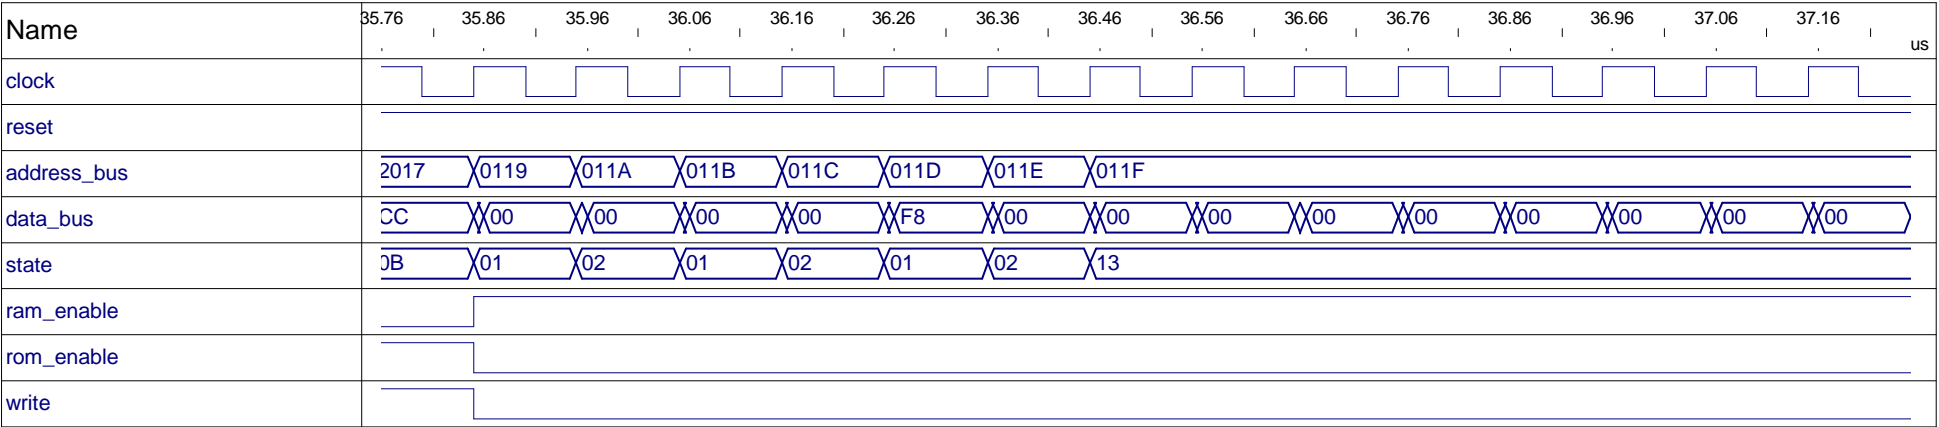 Name 35.76 35.86 35.96 36.06 36.16 36.26 36.36 36.46 36.56 36.66 36.76 36.86 36.96 37.06 37.16
us
clock
reset
address_bus 2017 0119 011A 011B 011C 011D 011E 011F
data_bus CC 00 00 00 00 F8 00 00 00 00 00 00 00 00 00
state 0B 01 02 01 02 01 02 13
ram_enable
rom_enable
write